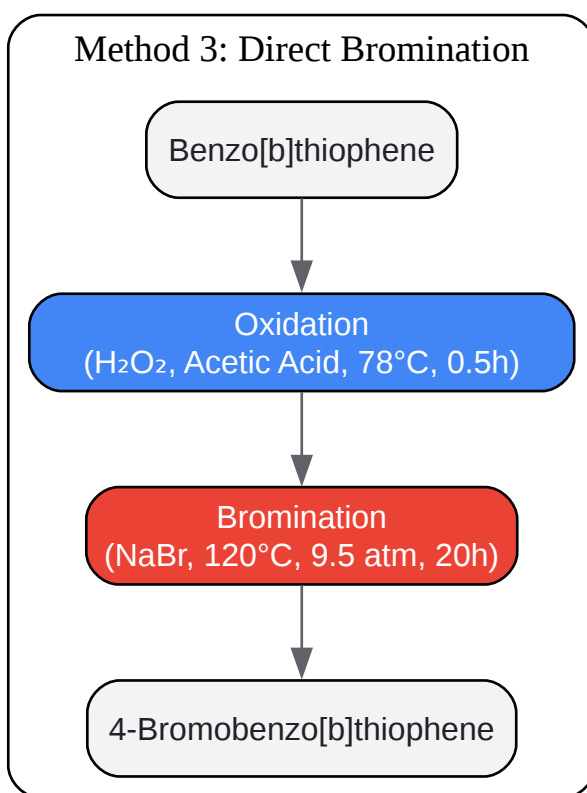 Method 3: Direct Bromination
Benzo[b]thiophene
Oxidation
(H₂O₂, Acetic Acid, 78°C, 0.5h)
Bromination
(NaBr, 120°C, 9.5 atm, 20h)
4-Bromobenzo[b]thiophene